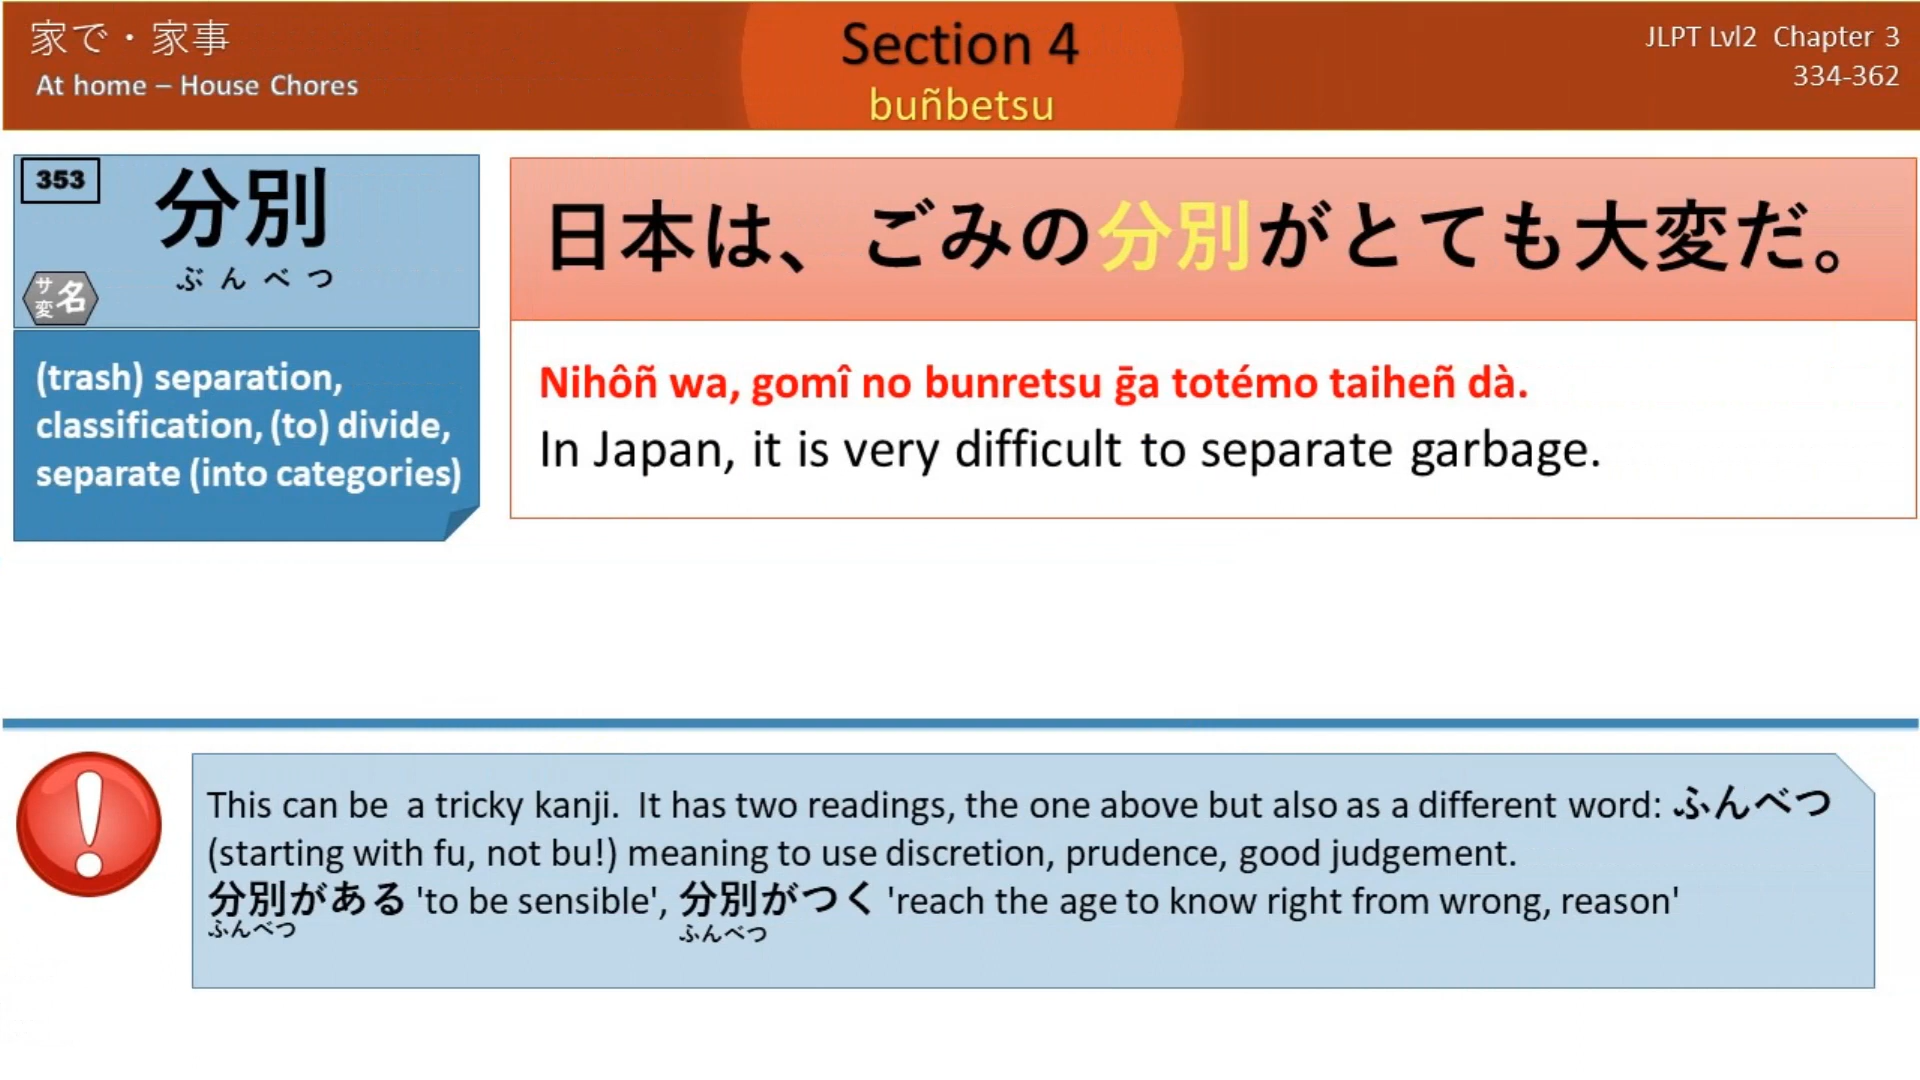 家で・家事
At home – House Chores
Section 4
buñbetsu
JLPT Lvl2 Chapter 3
334-362
353
分別
ぶんべつ
サ変
名
(trash) separation,
classification, (to) divide,
separate (into categories)
日本は、ごみの分別がとても大変だ。
Nihôñ wa, gomî no bunretsu ḡa totémo taiheñ dà.
In Japan, it is very difficult to separate garbage.
This can be a tricky kanji. It has two readings, the one above but also as a different word: ふんべつ
(starting with fu, not bu!) meaning to use discretion, prudence, good judgement.
分別がある 'to be sensible', 分別がつく 'reach the age to know right from wrong, reason'
ふんべつ ふんべつ